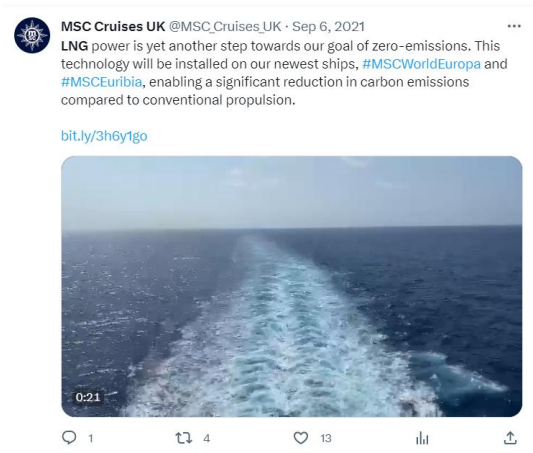 MSC Cruises UK @MSC_Cruises_UK · Sep 6, 2021
LNG power is yet another step towards our goal of zero-emissions. This
technology will be installed on our newest ships, #MSCWorldEuropa and
#MSCEuribia, enabling a significant reduction in carbon emissions
compared to conventional propulsion.
bit.ly/3h6y1go
0:21
1 4 13